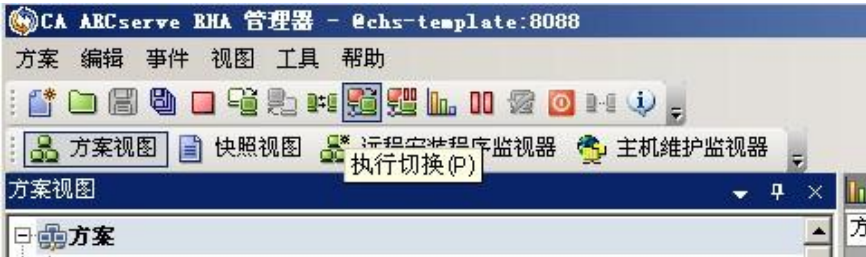 CA ARCserve RHA 管理器 - @chs-template:8088
方案 编辑 事件 视图 工具 帮助
方案视图 快照视图 远程安装程序监视器 主机维护监视器
执行切换(P)
方案视图
方案
方